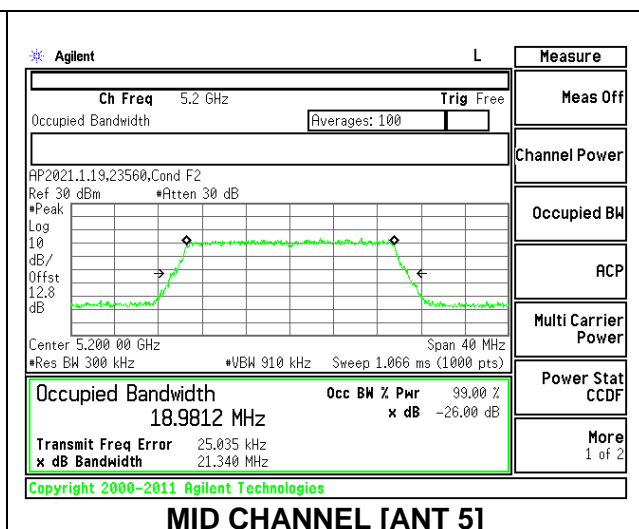 Agilent L Measure
Ch Freq 5.2 GHz Trig Free Meas Off
Occupied Bandwidth Averages: 100
Channel Power
AP2021.1.19,23560,Cond F2
Ref 30 dBm #Atten 30 dB
#Peak
Log
10
dB/
Offst
12.8
dB
Occupied BW
ACP
Center 5.200 00 GHz Span 40 MHz
#Res BW 300 kHz #VBW 910 kHz Sweep 1.066 ms (1000 pts)
Multi Carrier
Power
Occupied Bandwidth Occ BW % Pwr 99.00 %
18.9812 MHz x dB -26.00 dB
Transmit Freq Error 25.035 kHz
x dB Bandwidth 21.340 MHz
Power Stat
CCDF
More
1 of 2
Copyright 2000-2011 Agilent Technologies
MID CHANNEL [ANT 5]